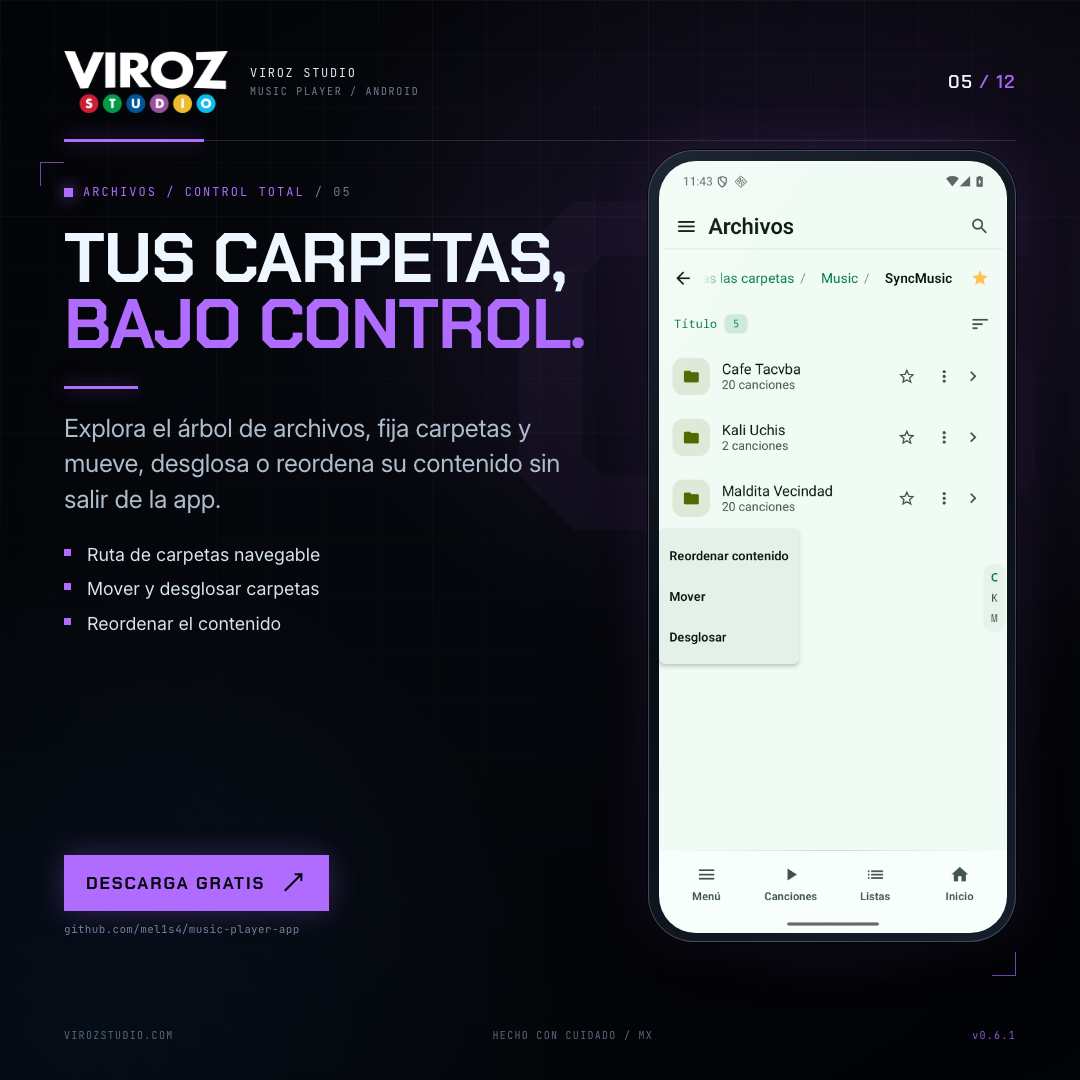 VIROZ
STUDIO
VIROZ STUDIO
MUSIC PLAYER / ANDROID
05 / 12
ARCHIVOS / CONTROL TOTAL / 05
TUS CARPETAS,
BAJO CONTROL.
Explora el árbol de archivos, fija carpetas y
mueve, desglosa o reordena su contenido sin
salir de la app.
Ruta de carpetas navegable
Mover y desglosar carpetas
Reordenar el contenido
DESCARGA GRATIS
github.com/mel1s4/music-player-app
11:43
Archivos
s las carpetas / Music / SyncMusic
Título 5
Cafe Tacvba
20 canciones
Kali Uchis
2 canciones
Maldita Vecindad
20 canciones
Reordenar contenido
Mover
Desglosar
C
K
M
Menú Canciones Listas Inicio
VIROZSTUDIO.COM
HECHO CON CUIDADO / MX
v0.6.1